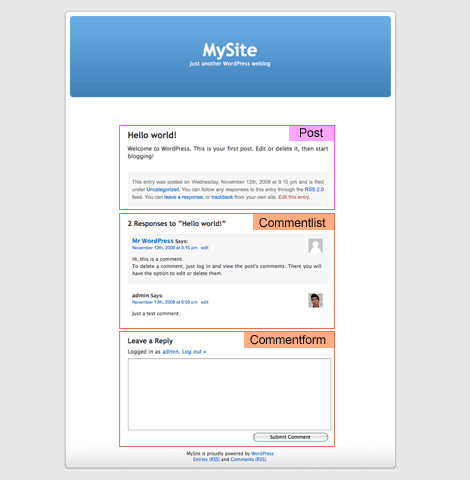 MySite
Just another WordPress weblog
Post
Hello world!
Welcome to WordPress. This is your first post. Edit or delete it, then start
blogging!
This entry was posted on Wednesday, November 12th, 2008 at 9:15 pm and is filed
under Uncategorized. You can follow any responses to this entry through the RSS 2.0
feed. You can leave a response, or trackback from your own site. Edit this entry.
Commentlist
2 Responses to "Hello world!"
Mr WordPress Says:
November 12th, 2008 at 9:15 pm edit
Hi, this is a comment.
To delete a comment, just log in and view the post's comments. There you will
have the option to edit or delete them.
admin Says:
November 13th, 2008 at 8:59 pm edit
Just a test comment.
Commentform
Leave a Reply
Logged in as admin. Log out »
Submit Comment
MySite is proudly powered by WordPress
Entries (RSS) and Comments (RSS).